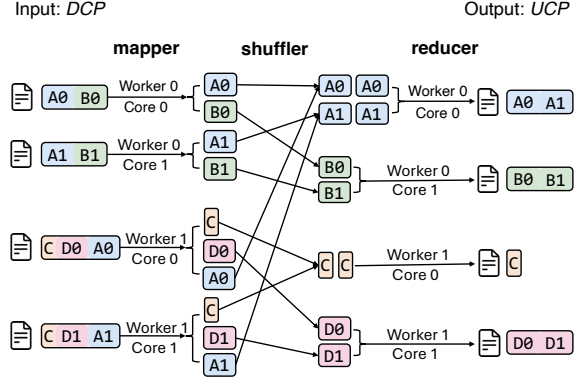 Input: DCP
Output: UCP
mapper
shuffler
reducer
A0 B0
Worker 0
Core 0
A0
B0
A0 A0
A1 A1
Worker 0
Core 0
A0 A1
A1 B1
Worker 0
Core 1
A1
B1
B0
B1
Worker 0
Core 1
B0 B1
C D0 A0
Worker 1
Core 0
C
D0
A0
C C
Worker 1
Core 0
C
C D1 A1
Worker 1
Core 1
C
D1
A1
D0
D1
Worker 1
Core 1
D0 D1